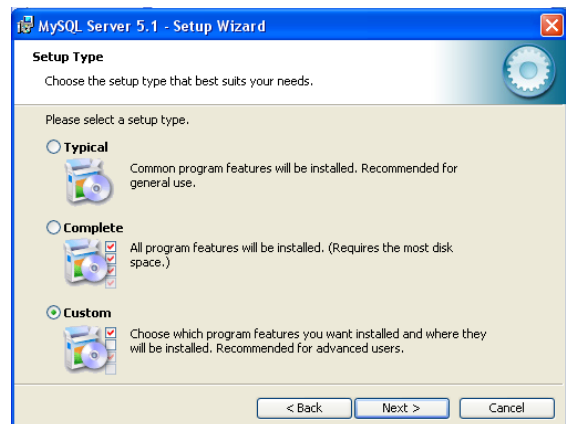 MySQL Server 5.1 - Setup Wizard
Setup Type
Choose the setup type that best suits your needs.
Please select a setup type.
Typical
Common program features will be installed. Recommended for
general use.
Complete
All program features will be installed. (Requires the most disk
space.)
Custom
Choose which program features you want installed and where they
will be installed. Recommended for advanced users.
< Back
Next >
Cancel